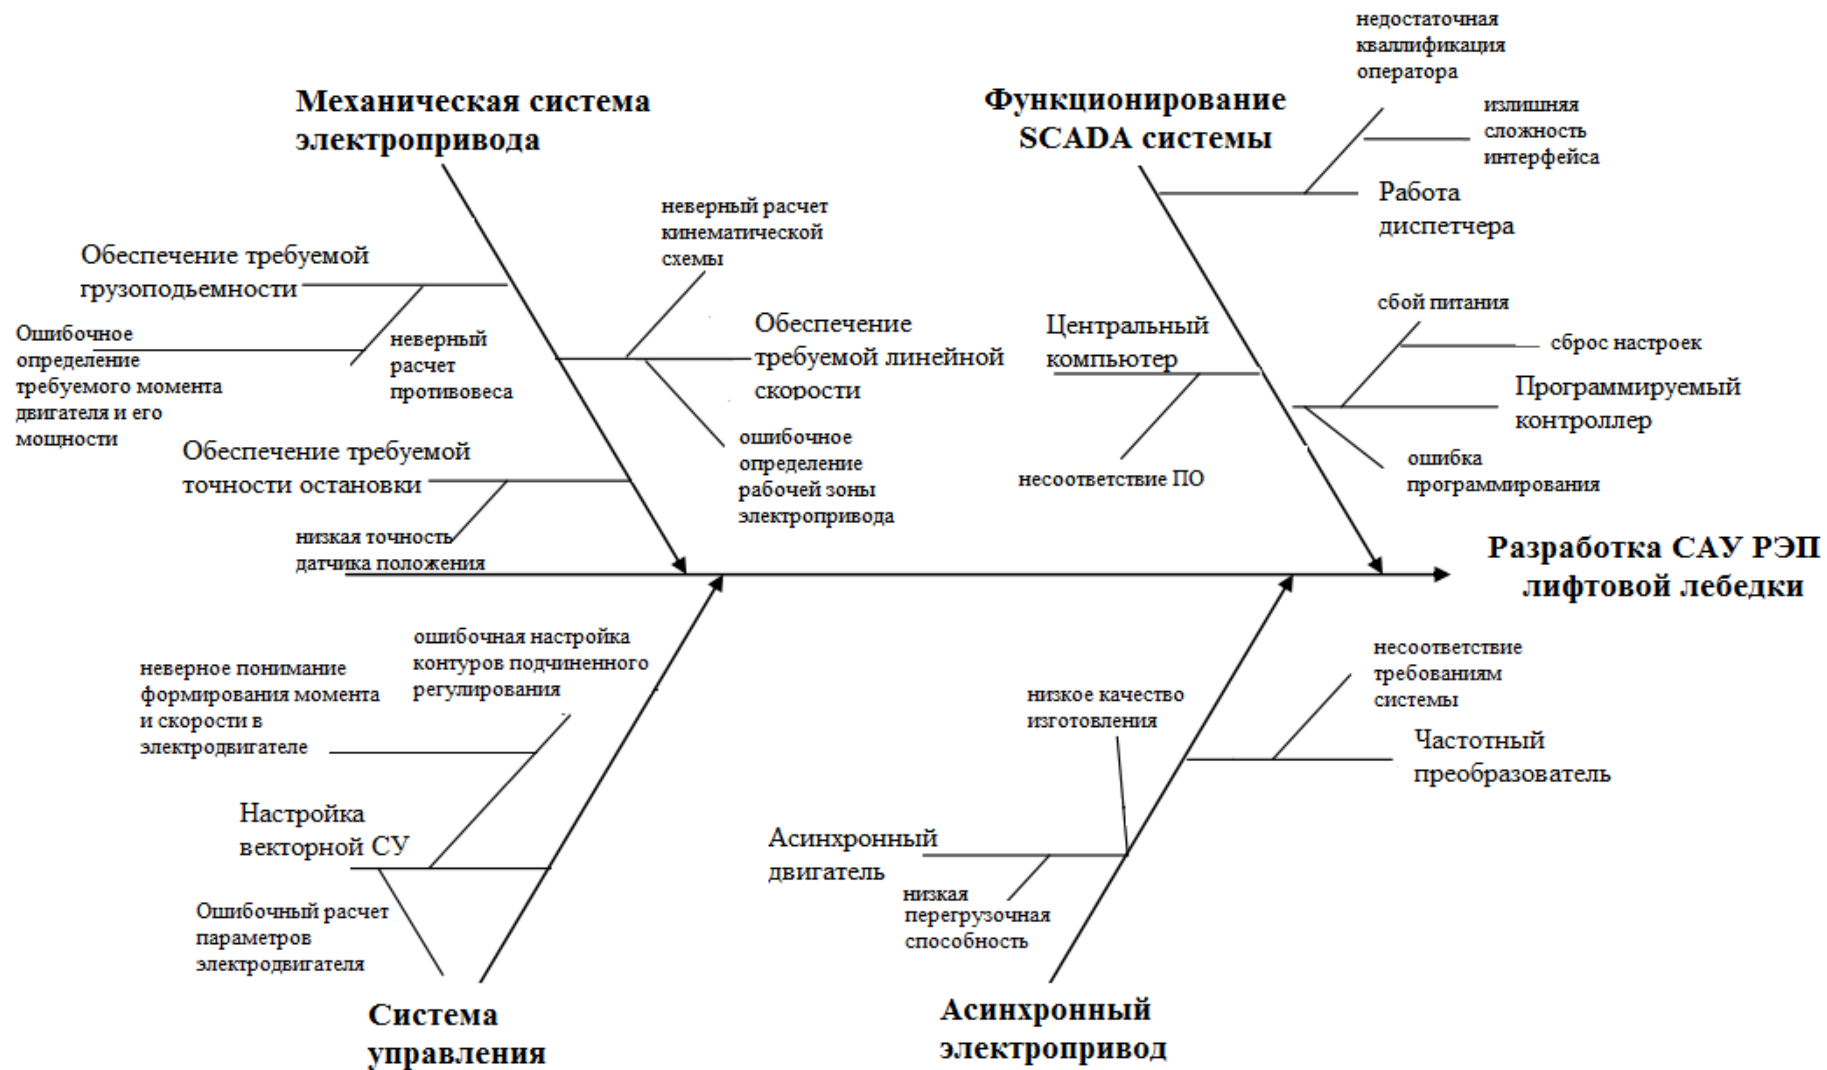 недостаточная
кваллификация
оператора
Механическая система
электропривода
Функционирование
SCADA системы
излишняя
сложность
интерфейса
Работа
диспетчера
неверный расчет
кинематической
схемы
Обеспечение требуемой
грузоподьемности
Ошибочное
определение
требуемого момента
двигателя и его
мощности
неверный
расчет
противовеса
Обеспечение
требуемой линейной
скорости
Центральный
компьютер
сбой питания
сброс настроек
Программируемый
контроллер
ошибка
программирования
несоответствие ПО
ошибочное
определение
рабочей зоны
электропривода
Обеспечение требуемой
точности остановки
низкая точность
датчика положения
Разработка САУ РЭП
лифтовой лебедки
ошибочная настройка
контуров подчиненного
регулирования
неверное понимание
формирования момента
и скорости в
электродвигателе
несоответствие
требованиям
системы
низкое качество
изготовления
Частотный
преобразователь
Настройка
векторной СУ
Асинхронный
двигатель
низкая
перегрузочная
способность
Ошибочный расчет
параметров
электродвигателя
Система
управления
Асинхронный
электропривод